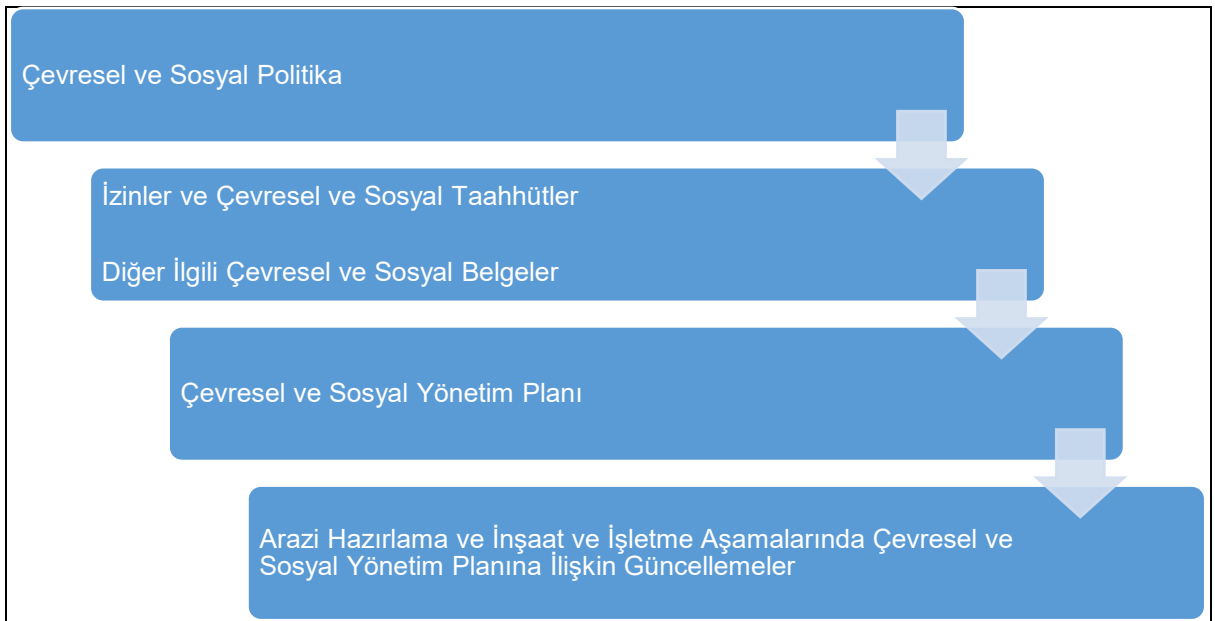 Çevresel ve Sosyal Politika
İzinler ve Çevresel ve Sosyal Taahhütler
Diğer İlgili Çevresel ve Sosyal Belgeler
Çevresel ve Sosyal Yönetim Planı
Arazi Hazırlama ve İnşaat ve İşletme Aşamalarında Çevresel ve
Sosyal Yönetim Planına İlişkin Güncellemeler